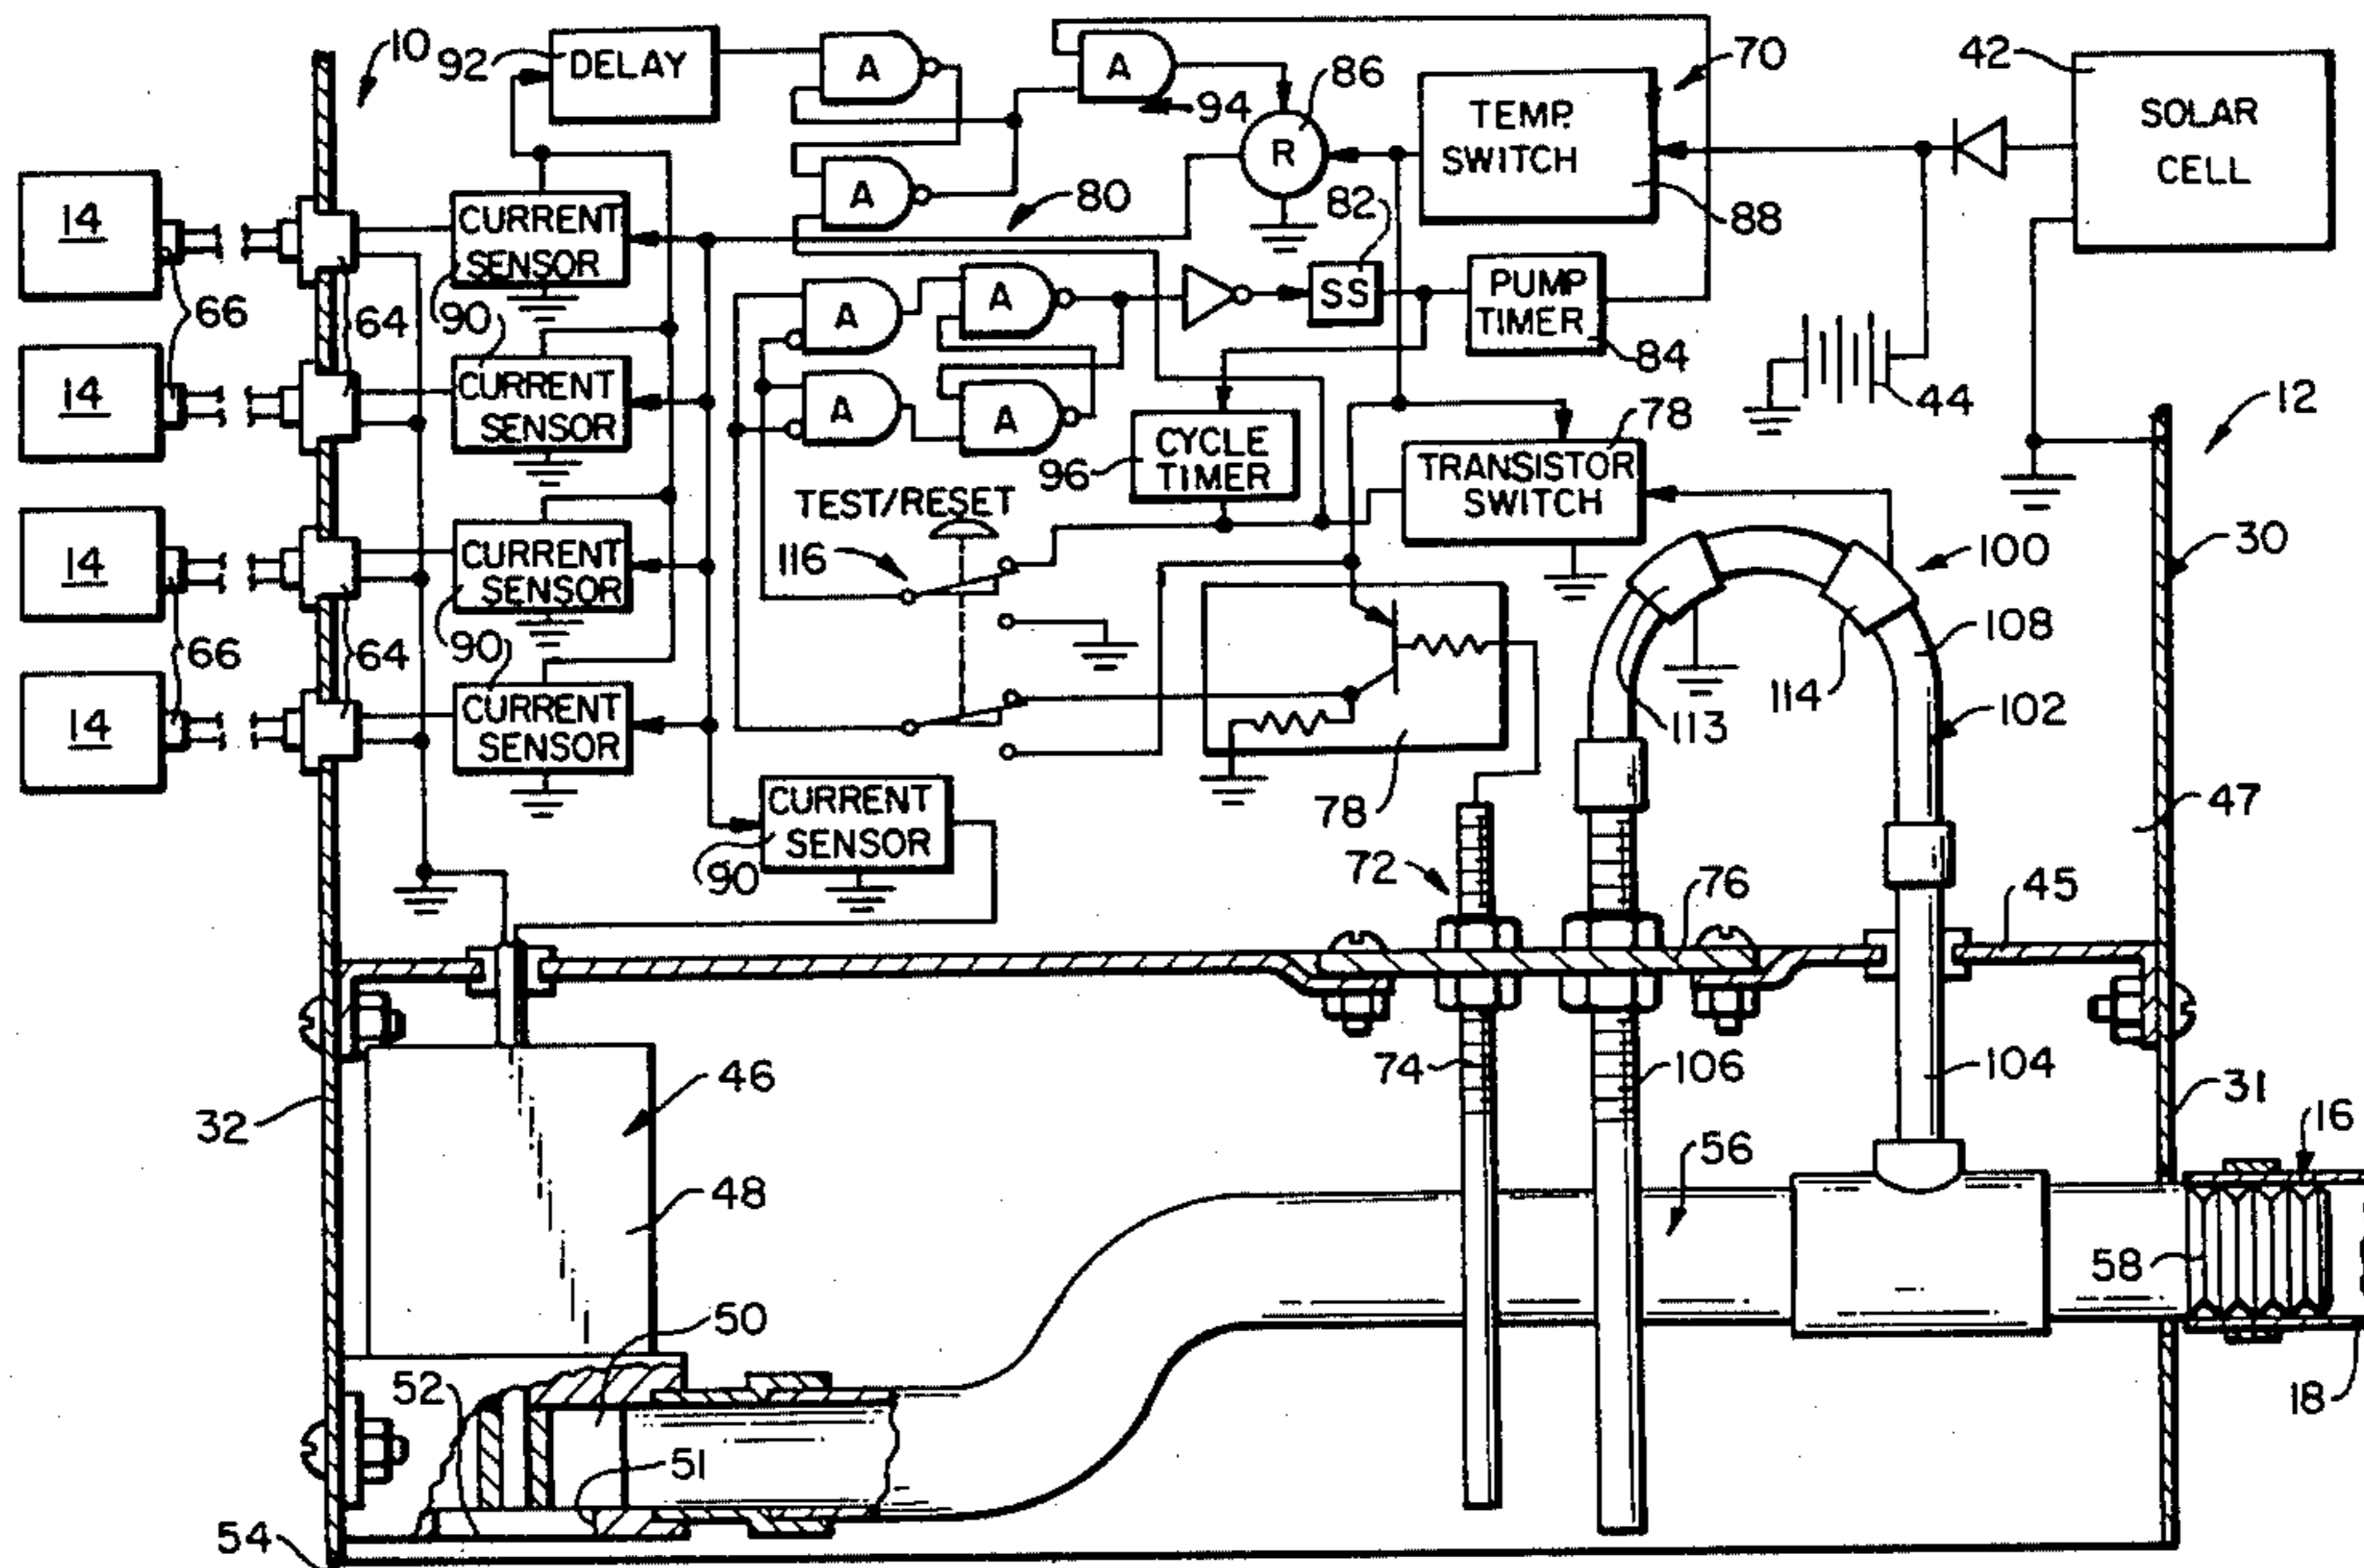 10
92
DELAY
A
A
94
86
R
TEMP.
SWITCH
70
88
42
SOLAR
CELL
14
66
64
90
CURRENT
SENSOR
A
80
82
SS
PUMP
TIMER
84
44
12
14
CURRENT
SENSOR
A
A
A
A
CYCLE
TIMER
96
78
TRANSISTOR
SWITCH
TEST/RESET
116
30
100
14
66
64
90
CURRENT
SENSOR
108
114
102
113
14
CURRENT
SENSOR
78
47
CURRENT
SENSOR
90
72
76
45
74
106
104
46
32
31
16
48
56
58
50
52
51
18
54